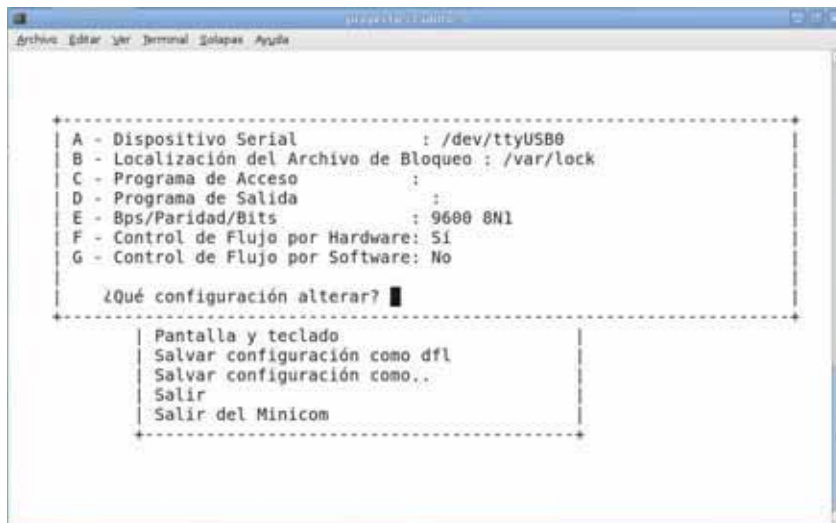 Archivo Editar Ver Terminal Solapas Ayuda
A - Dispositivo Serial : /dev/ttyUSB0
B - Localización del Archivo de Bloqueo : /var/lock
C - Programa de Acceso :
D - Programa de Salida :
E - Bps/Paridad/Bits : 9600 8N1
F - Control de Flujo por Hardware: Sí
G - Control de Flujo por Software: No
¿Qué configuración alterar?
Pantalla y teclado
Salvar configuración como dfl
Salvar configuración como..
Salir
Salir del Minicom